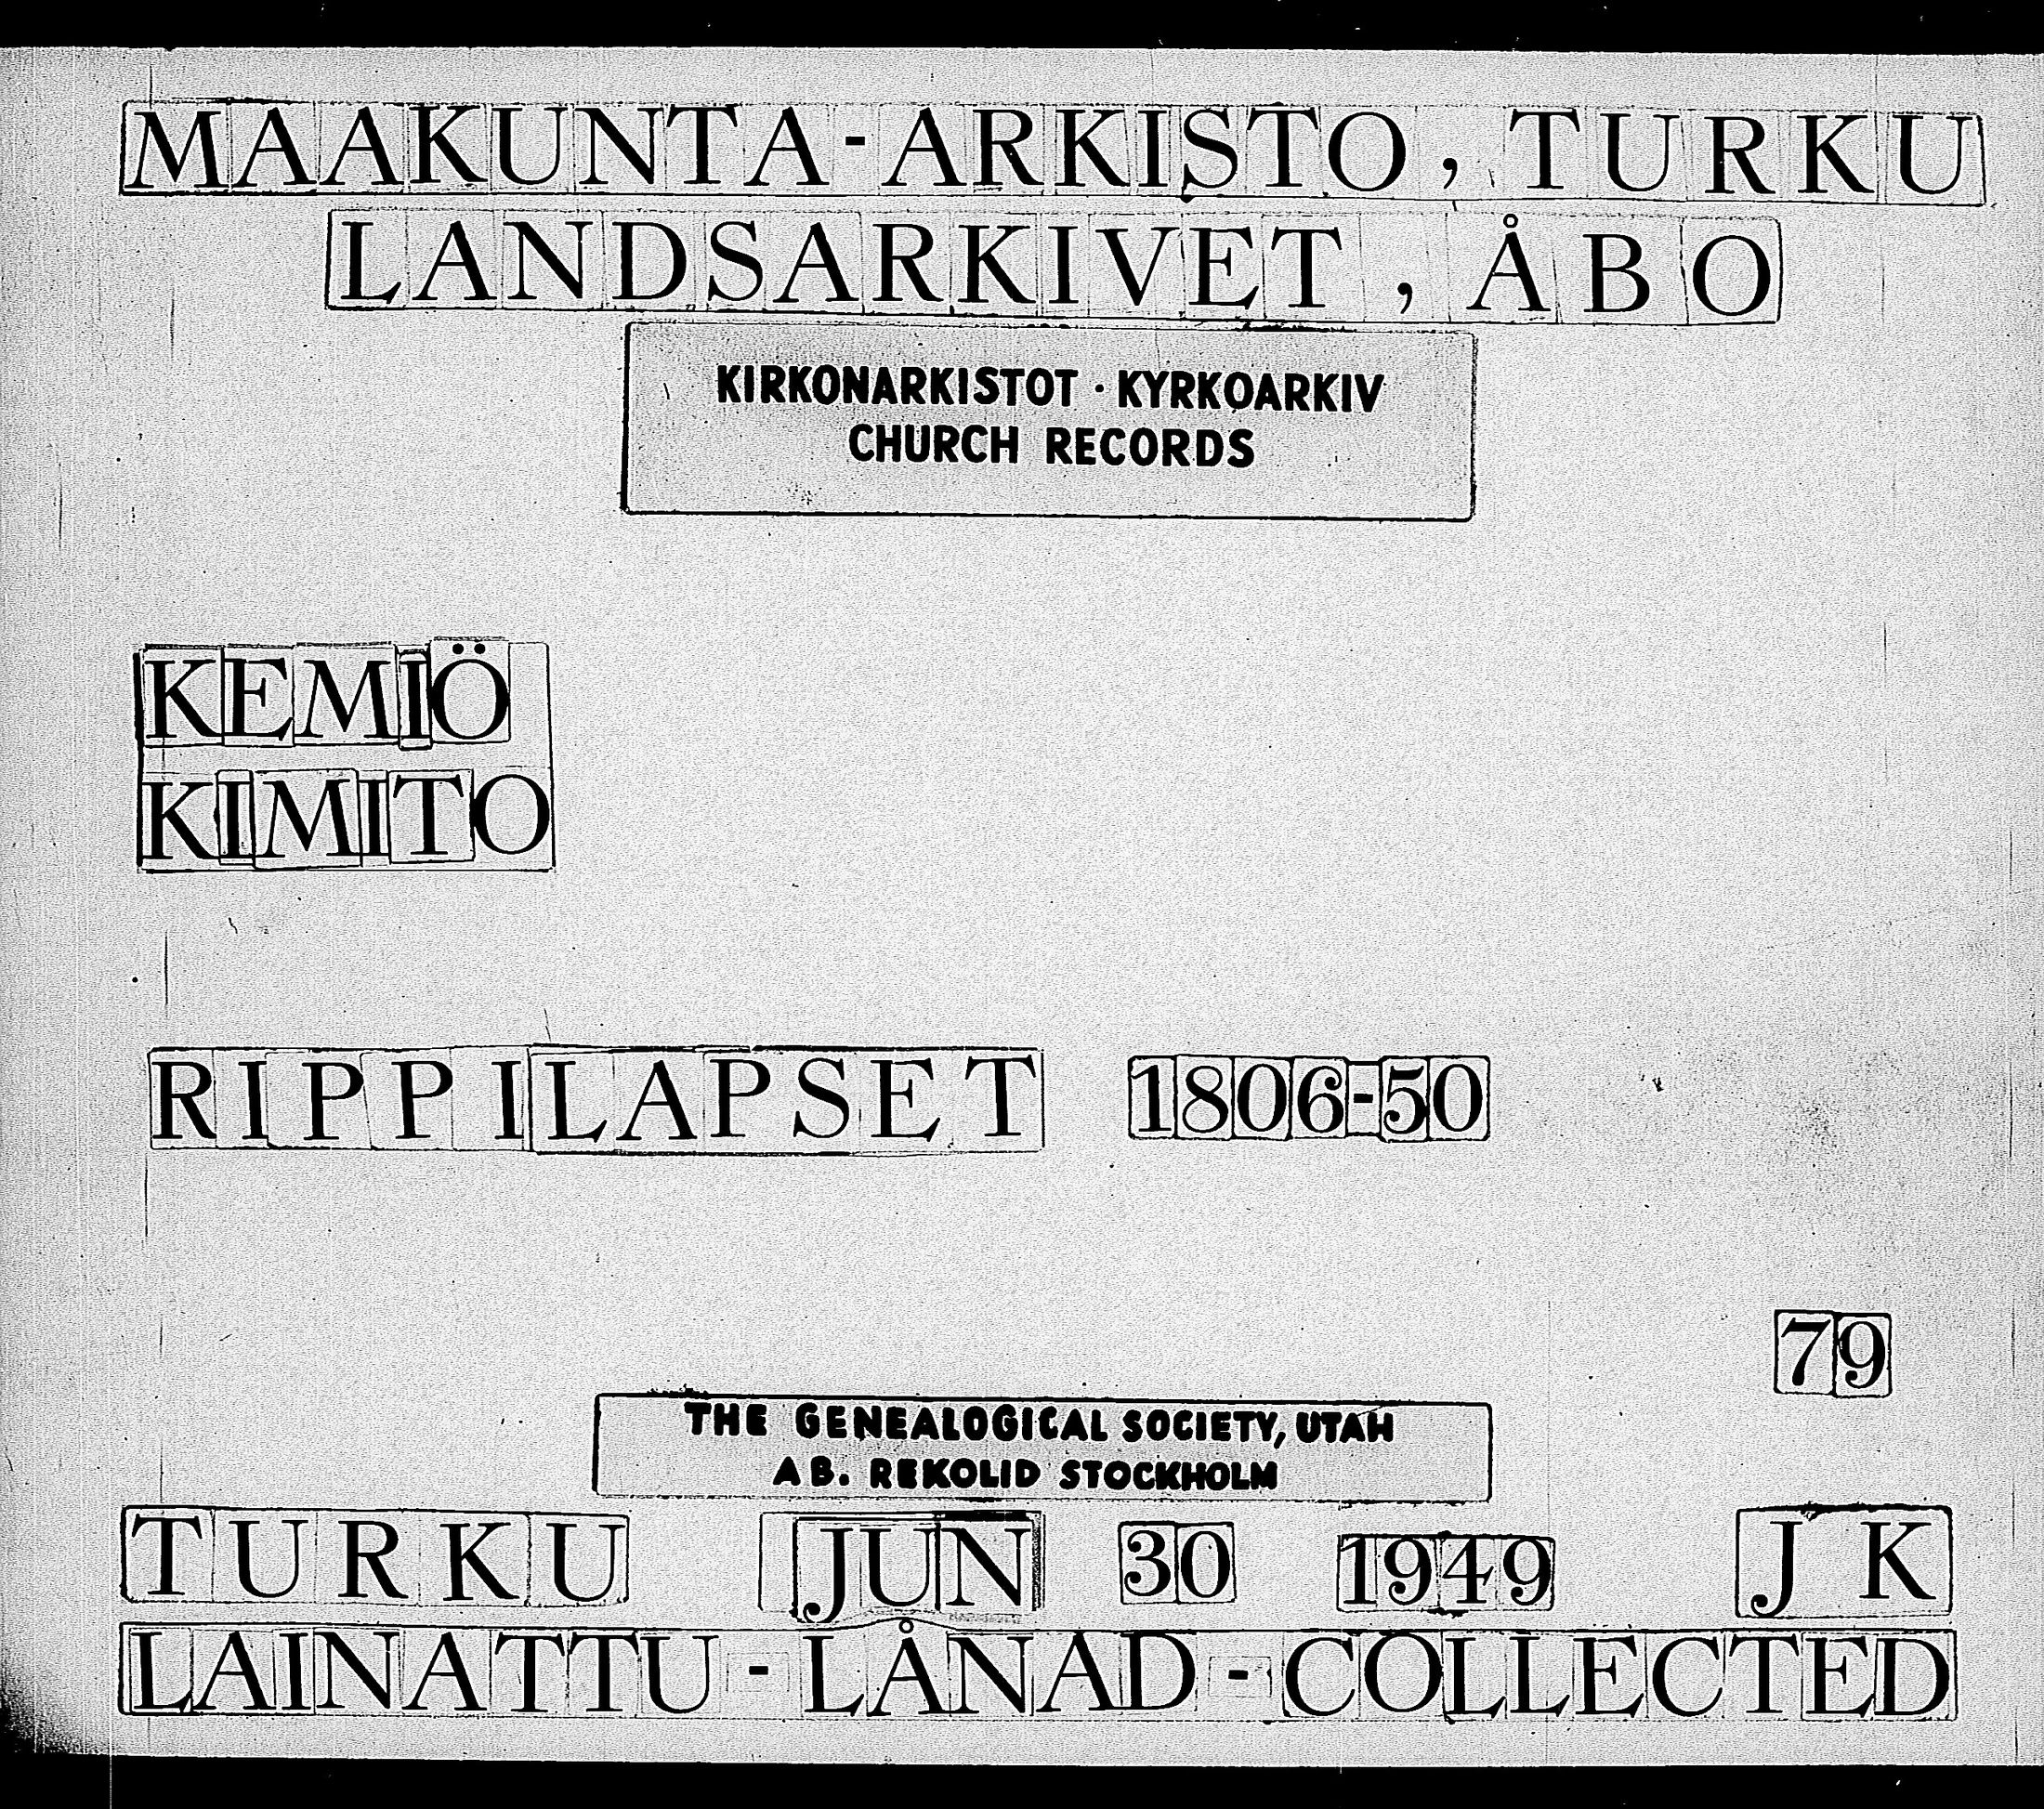 MAAKUNTA-ARKISTO, TURKU
LANDSARKIVET, ÅBO
KIRKONARKISTOT · KYRKOARKIV
CHURCH RECORDS
KEMIÖ
KIMITO
RIPPILAPSET 1806-50
79
THE GENEALOGICAL SOCIETY, UTAH
AB. REKOLID STOCKHOLM
TURKU JUN 30 1949 JK
LAINATTU - LÅNAD - COLLECTED